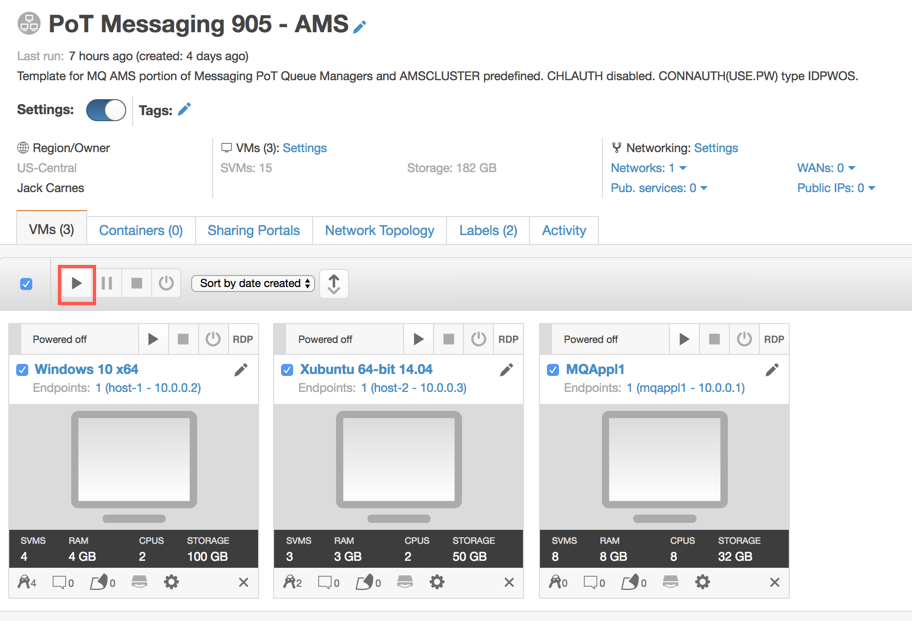 PoT Messaging 905 - AMS
Last run: 7 hours ago (created: 4 days ago)
Template for MQ AMS portion of Messaging PoT Queue Managers and AMSCLUSTER predefined. CHLAUTH disabled. CONNAUTH(USE.PW) type IDPWOS.
Settings: Tags:
Region/Owner VMs (3): Settings Networking: Settings
US-Central SVMs: 15 Storage: 182 GB Networks: 1 WANs: 0
Jack Carnes Pub. services: 0 Public IPs: 0
VMs (3) Containers (0) Sharing Portals Network Topology Labels (2) Activity
Sort by date created
Powered off RDP Powered off RDP Powered off RDP
Windows 10 x64 Xubuntu 64-bit 14.04 MQAppl1
Endpoints: 1 (host-1 - 10.0.0.2) Endpoints: 1 (host-2 - 10.0.0.3) Endpoints: 1 (mqappl1 - 10.0.0.1)
SVMS RAM CPUS STORAGE SVMS RAM CPUS STORAGE SVMS RAM CPUS STORAGE
4 4 GB 2 100 GB 3 3 GB 2 50 GB 8 8 GB 8 32 GB
4 0 0 2 0 0 0 0 0